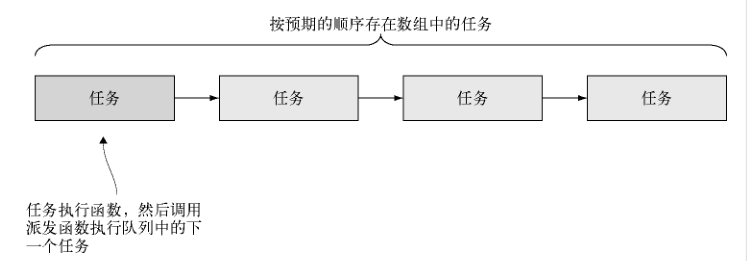 按预期的顺序存在数组中的任务
任务
任务
任务
任务
任务执行函数，然后调用
派发函数执行队列中的下
一个任务